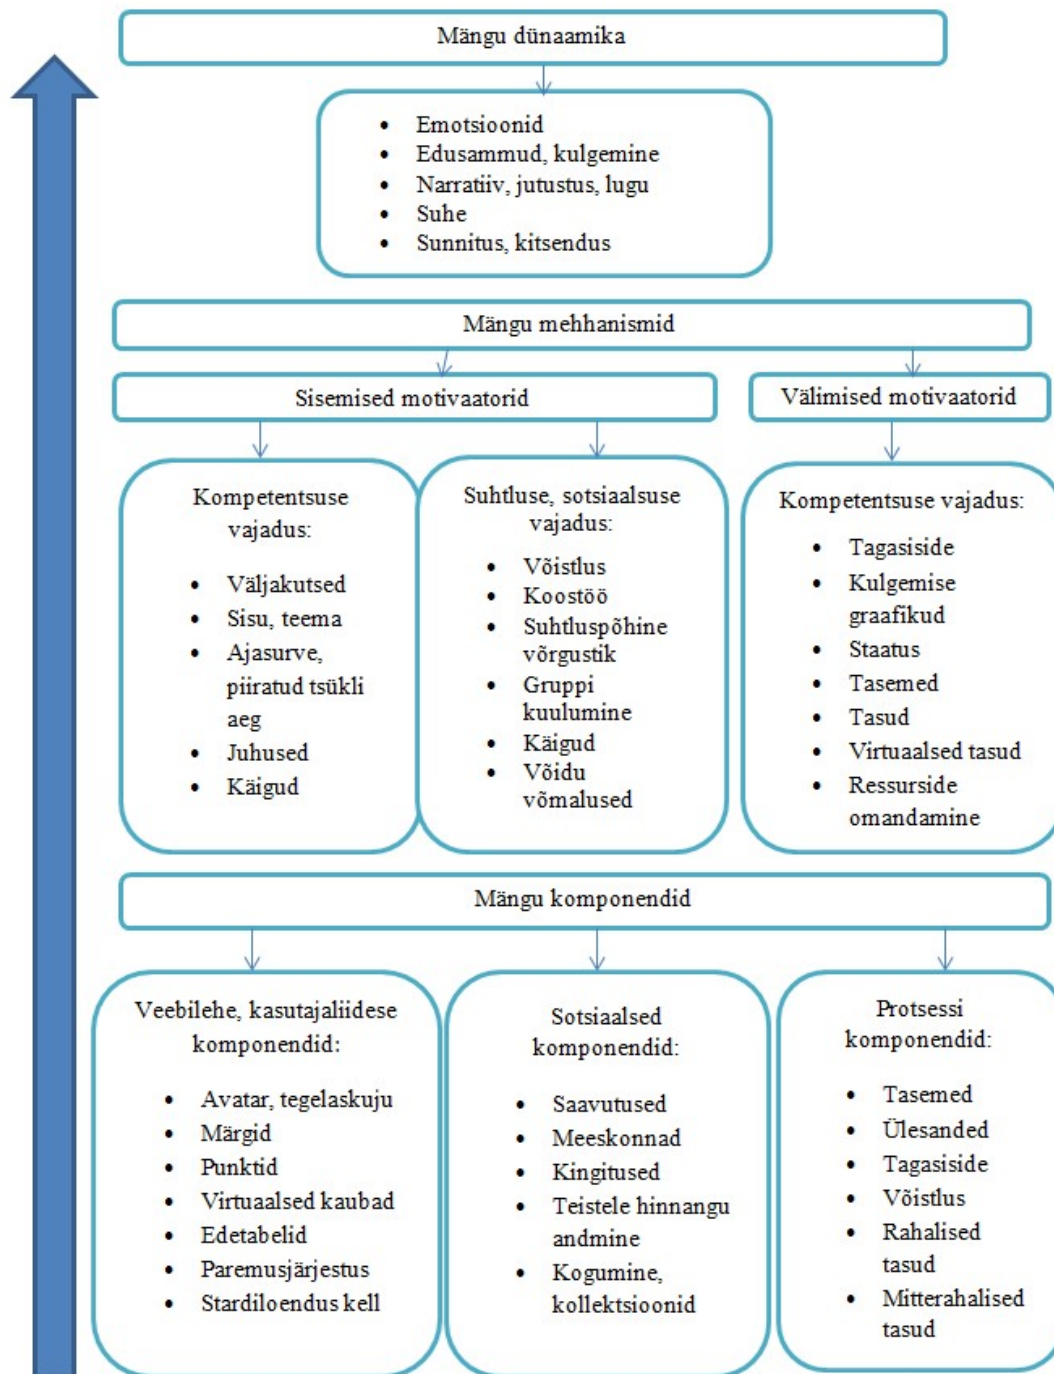 Mängu dünaamika
• Emotsioonid
• Edusammud, kulgemine
• Narratiiv, jutustus, lugu
• Suhe
• Sunnitus, kitsendus
Mängu mehhanismid
Sisemised motivaatorid
Välimised motivaatorid
Kompetentsuse
vajadus:
• Väljakutsed
• Sisu, teema
• Ajasurve,
piiratud tsükli
aeg
• Juhused
• Käigud
Suhtluse, sotsiaalsuse
vajadus:
• Võistlus
• Koostöö
• Suhtluspõhine
võrgustik
• Gruppi
kuulumine
• Käigud
• Võidu
võmalused
Kompetentsuse vajadus:
• Tagasiside
• Kulgemise
graafikud
• Staatus
• Tasemed
• Tasud
• Virtuaalsed tasud
• Ressurside
omandamine
Mängu komponendid
Veebilehe, kasutajaliidese
komponendid:
• Avatar, tegelaskuju
• Märgid
• Punktid
• Virtuaalsed kaubad
• Edetabelid
• Paremusjärjestus
• Stardiloendus kell
Sotsiaalsed
komponendid:
• Saavutused
• Meeskonnad
• Kingitused
• Teistele hinnangu
andmine
• Kogumine,
kollektsioonid
Protsessi
komponendid:
• Tasemed
• Ülesanded
• Tagasiside
• Võistlus
• Rahalised
tasud
• Mitterahalised
tasud